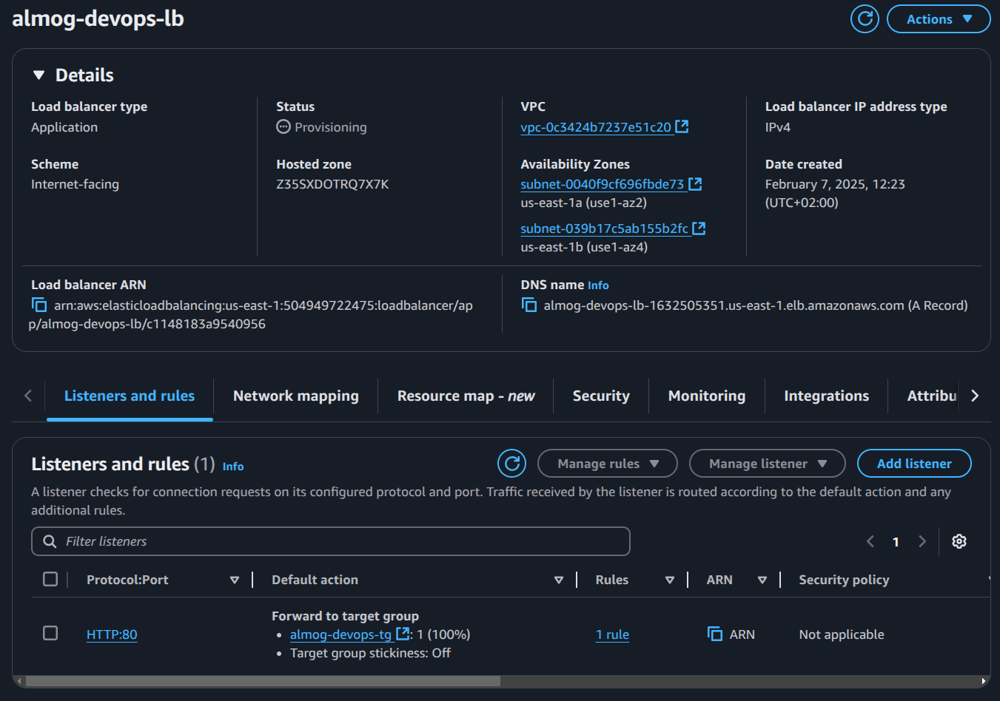 almog-devops-lb
Actions
Details
Load balancer type
Application
Status
Provisioning
VPC
vpc-0c3424b7237e51c20
Load balancer IP address type
IPv4
Scheme
Internet-facing
Hosted zone
Z35SXDOTRQ7X7K
Availability Zones
subnet-0040f9cf696fbde73
us-east-1a (use1-az2)
subnet-039b17c5ab155b2fc
us-east-1b (use1-az4)
Date created
February 7, 2025, 12:23
(UTC+02:00)
Load balancer ARN
arn:aws:elasticloadbalancing:us-east-1:504949722475:loadbalancer/ap
p/almog-devops-lb/c1148183a9540956
DNS name Info
almog-devops-lb-1632505351.us-east-1.elb.amazonaws.com (A Record)
Listeners and rules
Network mapping
Resource map - new
Security
Monitoring
Integrations
Attribu
Listeners and rules (1) Info
Manage rules
Manage listener
Add listener
A listener checks for connection requests on its configured protocol and port. Traffic received by the listener is routed according to the default action and any
additional rules.
Filter listeners
1
Protocol:Port
Default action
Rules
ARN
Security policy
HTTP:80
Forward to target group
• almog-devops-tg : 1 (100%)
• Target group stickiness: Off
1 rule
ARN
Not applicable